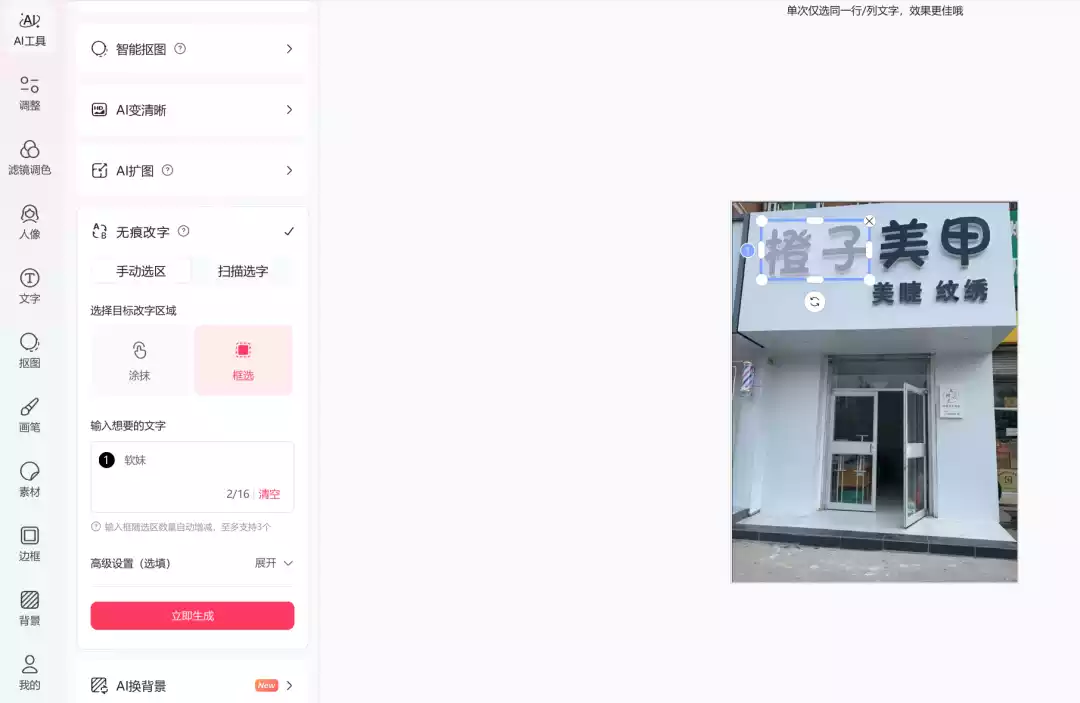 单次仅选同一行/列文字，效果更佳哦
AI
AI工具
调整
滤镜调色
人像
文字
抠图
画笔
素材
边框
背景
我的
智能抠图
HD
AI变清晰
AI扩图
A
B
无痕改字
手动选区
扫描选字
选择目标改字区域
涂抹
框选
输入想要的文字
1 软妹
2/16 清空
输入框随选区数量自动增减，至多支持3个
高级设置（选填）
展开
立即生成
AI换背景
New
橙子美甲
美睫 纹绣